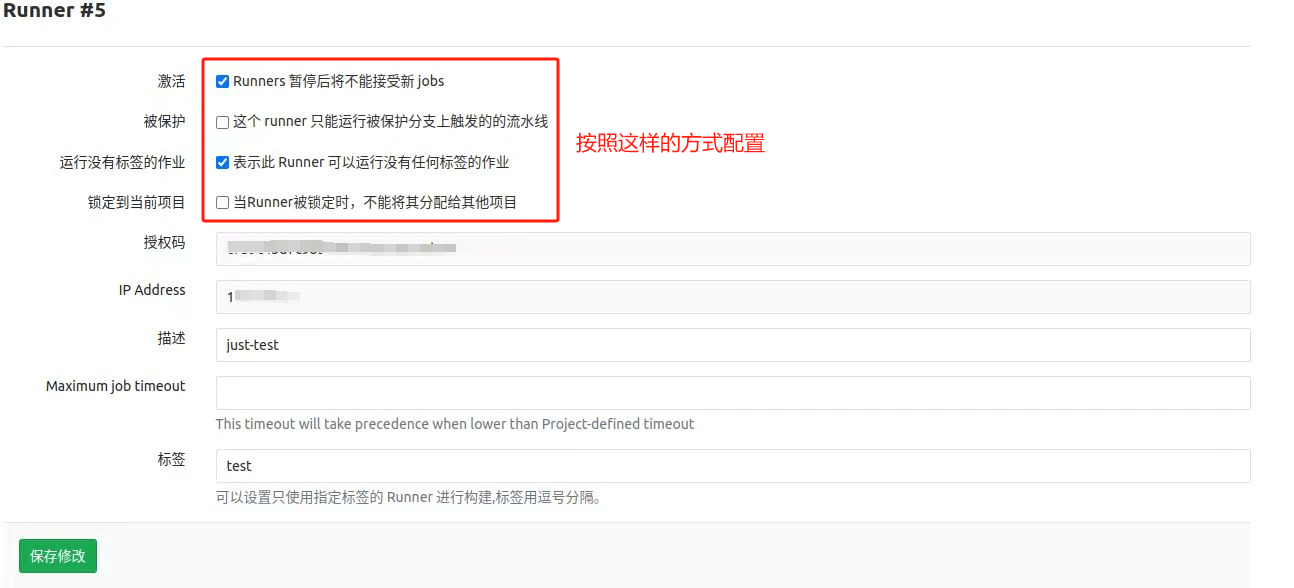 Runner #5
激活
Runners 暂停后将不能接受新 jobs
被保护
这个 runner 只能运行被保护分支上触发的的流水线
按照这样的方式配置
运行没有标签的作业
表示此 Runner 可以运行没有任何标签的作业
锁定到当前项目
当Runner被锁定时，不能将其分配给其他项目
授权码
IP Address
1
描述
just-test
Maximum job timeout
This timeout will take precedence when lower than Project-defined timeout
标签
test
可以设置只使用指定标签的 Runner 进行构建,标签用逗号分隔。
保存修改